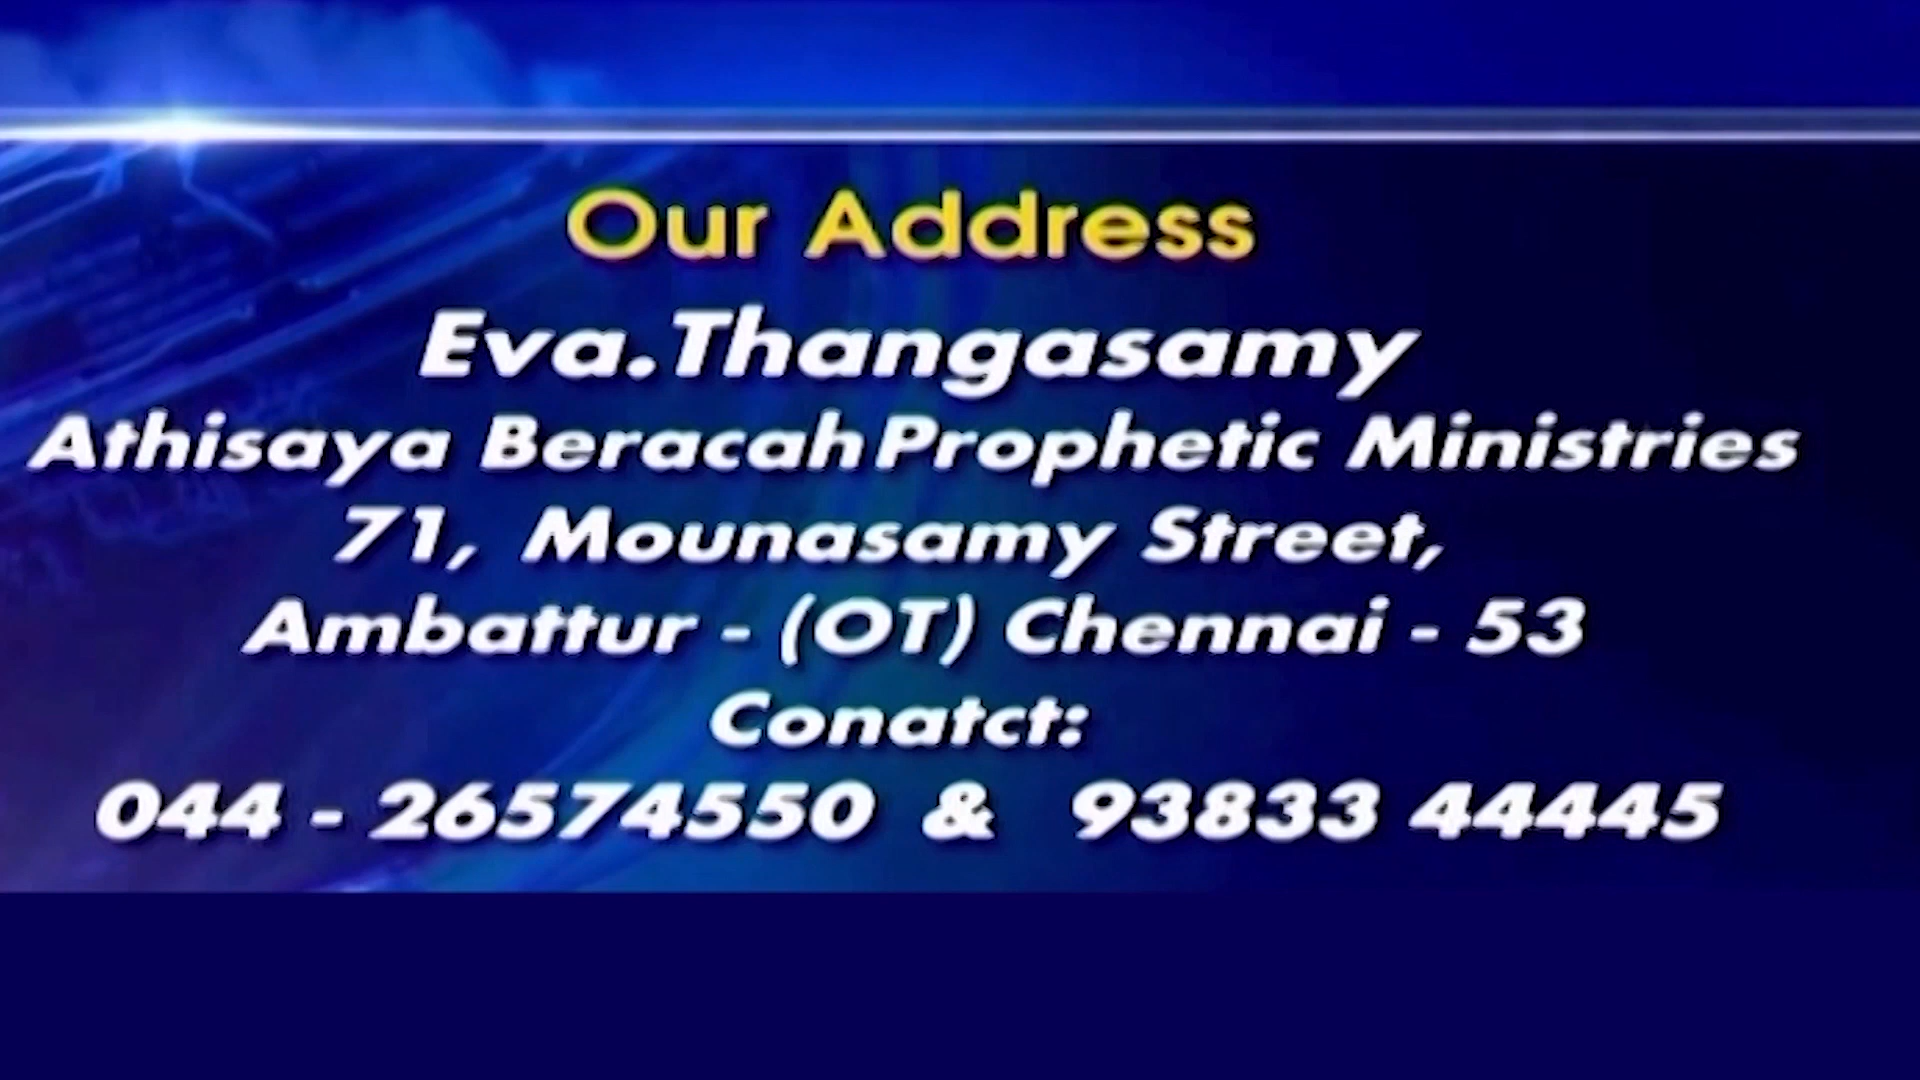 Our Address
Eva.Thangasamy
Athisaya Beracah Prophetic Ministries
71, Mounasamy Street,
Ambattur - (OT) Chennai - 53
Conatct:
044 - 26574550 & 93833 44445